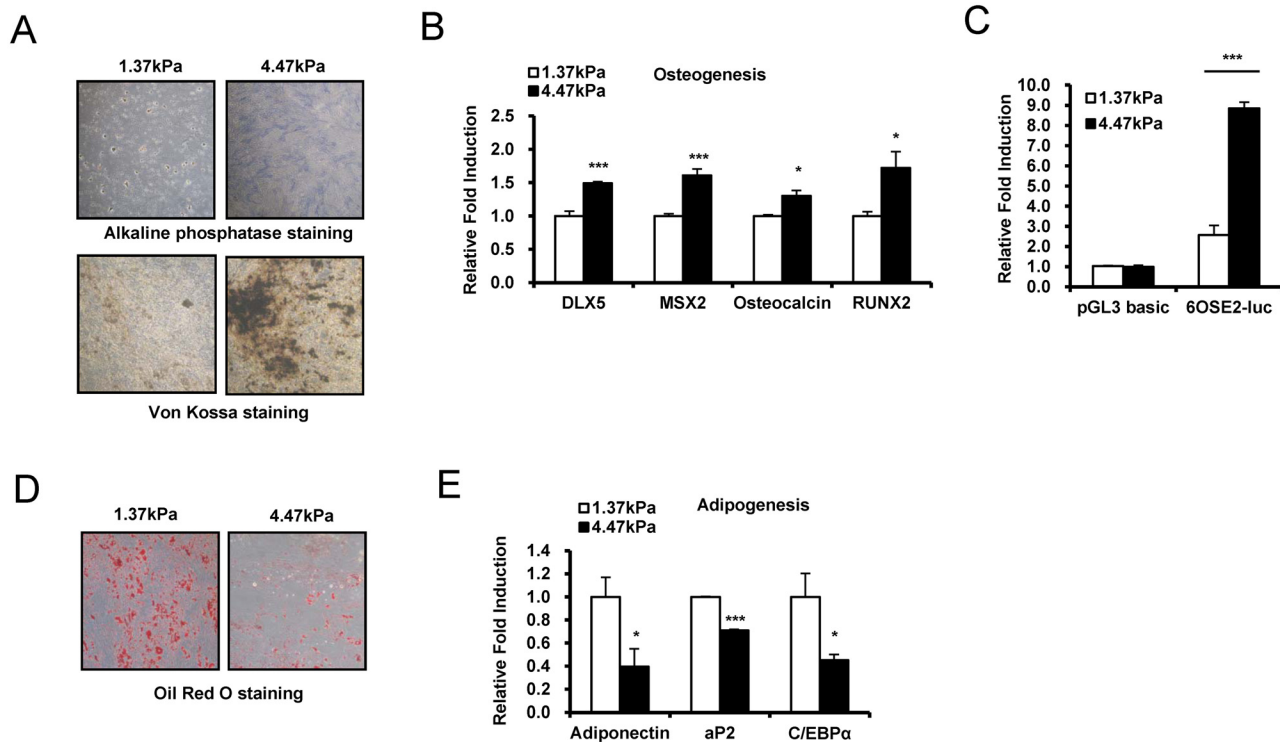 A
1.37kPa 4.47kPa
Alkaline phosphatase staining
Von Kossa staining
B
1.37kPa
4.47kPa
Osteogenesis
Relative Fold Induction
2.5
2.0
1.5
1.0
0.5
0.0
*** *** * *
DLX5 MSX2 Osteocalcin RUNX2
C
1.37kPa
4.47kPa
***
Relative Fold Induction
10.0
9.0
8.0
7.0
6.0
5.0
4.0
3.0
2.0
1.0
0.0
pGL3 basic 6OSE2-luc
D
1.37kPa 4.47kPa
Oil Red O staining
E
1.37kPa
4.47kPa
Adipogenesis
Relative Fold Induction
1.4
1.2
1.0
0.8
0.6
0.4
0.2
0.0
* *** *
Adiponectin aP2 C/EBPα